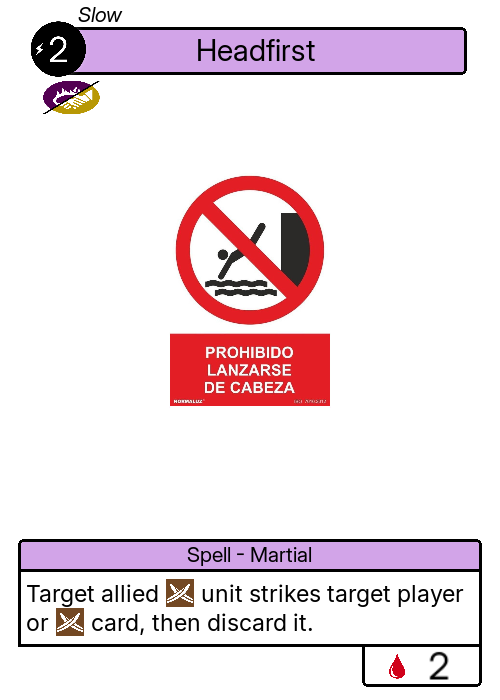 Slow
2
Headfirst
PROHIBIDO
LANZARSE
DE CABEZA
NORMALUZ
Spell - Martial
Target allied unit strikes target player
or card, then discard it.
2